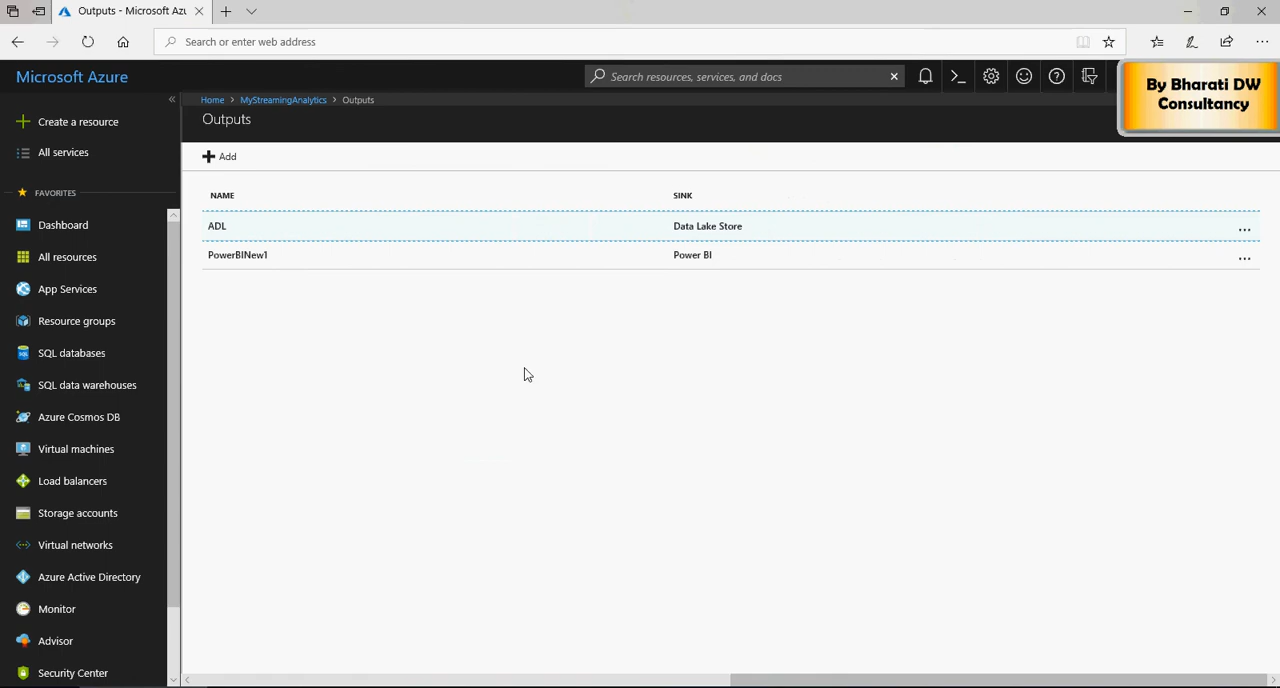 Outputs - Microsoft Azu
Search or enter web address
Microsoft Azure
Search resources, services, and docs
By Bharati DW
Consultancy
Home > MyStreamingAnalytics > Outputs
Outputs
Create a resource
All services
FAVORITES
Dashboard
All resources
App Services
Resource groups
SQL databases
SQL data warehouses
Azure Cosmos DB
Virtual machines
Load balancers
Storage accounts
Virtual networks
Azure Active Directory
Monitor
Advisor
Security Center
Add
NAME SINK
ADL Data Lake Store
PowerBINew1 Power BI